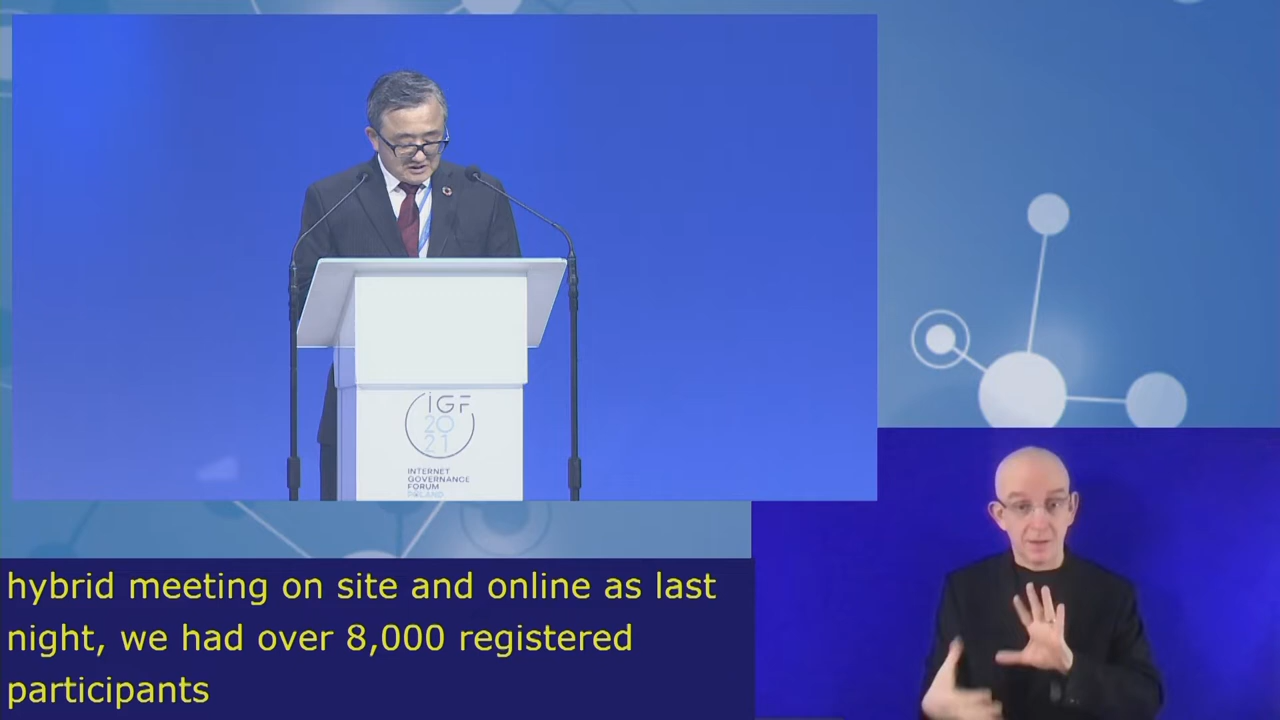 IGF
20
21
INTERNET
GOVERNANCE
FORUM
POLAND
hybrid meeting on site and online as last
night, we had over 8,000 registered
participants